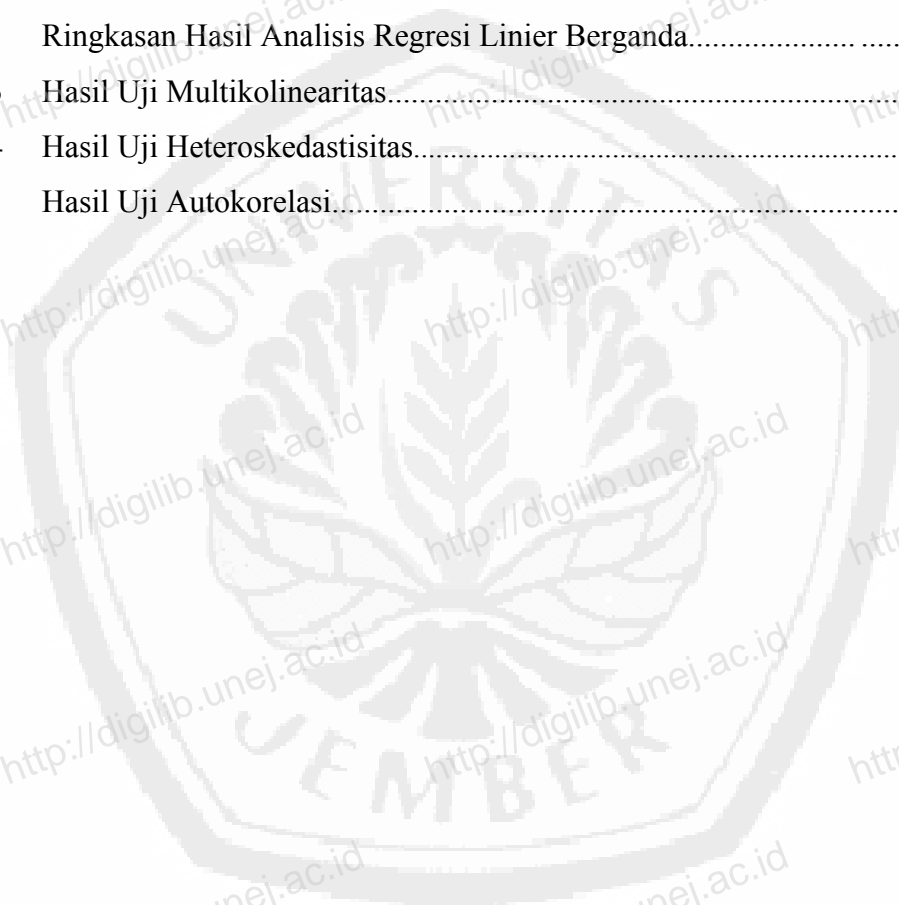 Ringkasan Hasil Analisis Regresi Linier Berganda................... .....
Hasil Uji Multikolinearitas................................................................
Hasil Uji Heteroskedastisitas.............................................................
Hasil Uji Autokorelasi.......................................................................
http://digilib.unej.ac.id
http://digilib.unej.ac.id
UNIVERSITAS
http://digilib.unej.ac.id
http://digilib.unej.ac.id
http://digilib.unej.ac.id
http://digilib.unej.ac.id
http://digilib.unej.ac.id
http://digilib.unej.ac.id
JEMBER